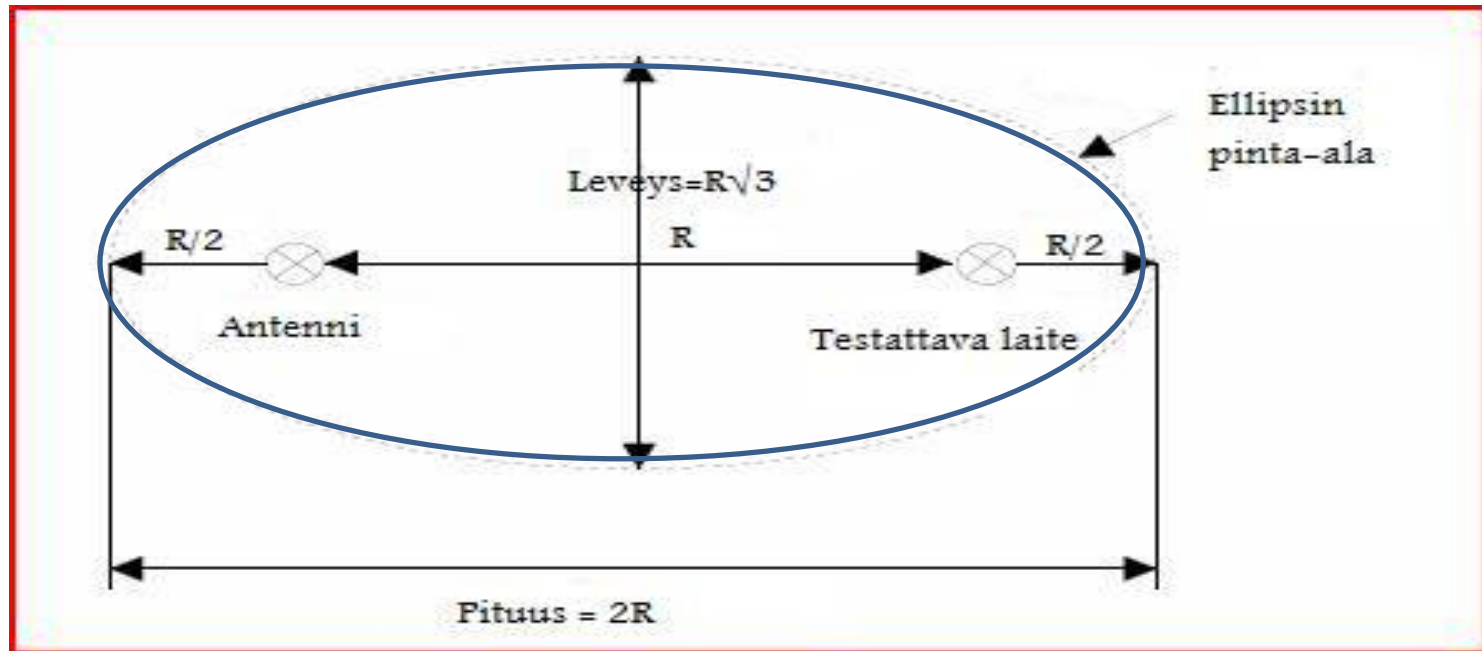 Ellipsin
pinta-ala
Leveys=R√3
R/2
R
R/2
Antenni
Testattava laite
Pituus = 2R